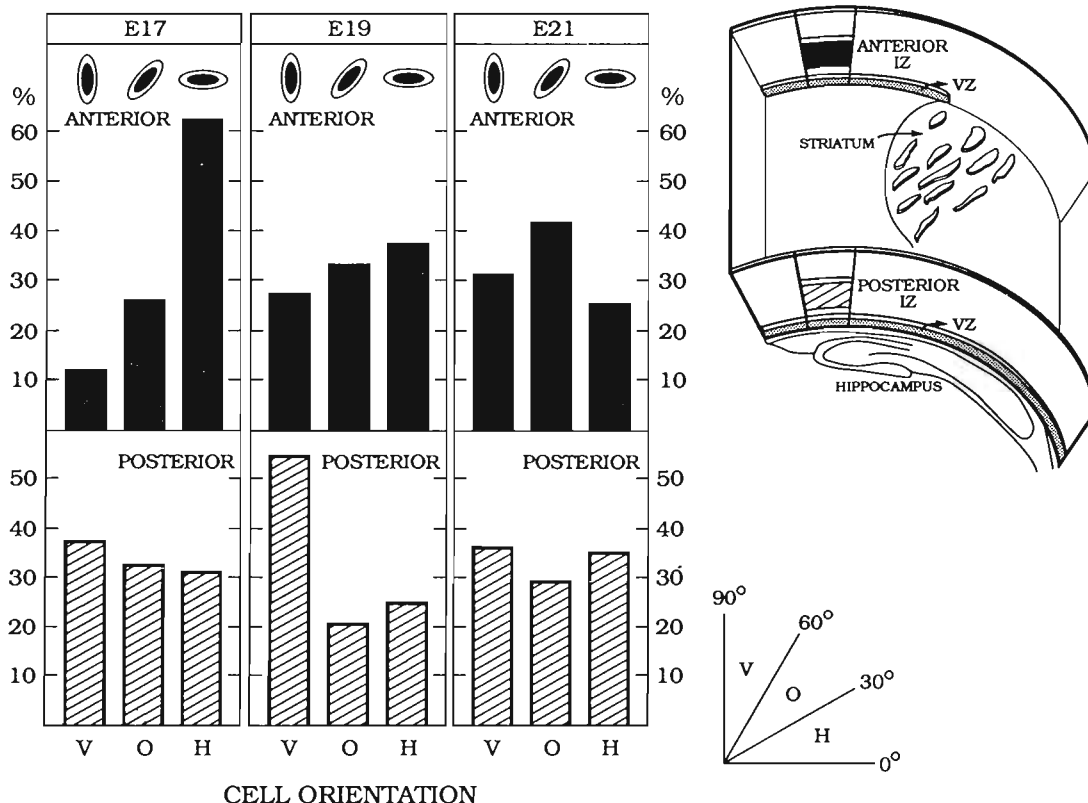 E17 E19 E21
% %
ANTERIOR ANTERIOR ANTERIOR
60 60
50 50
40 40
30 30
20 20
10 10
POSTERIOR POSTERIOR POSTERIOR
50 50
40 40
30 30
20 20
10 10
V O H V O H V O H
CELL ORIENTATION
ANTERIOR
IZ
VZ
STRIATUM
POSTERIOR
IZ
VZ
HIPPOCAMPUS
90°
60°
V
O
30°
H
0°